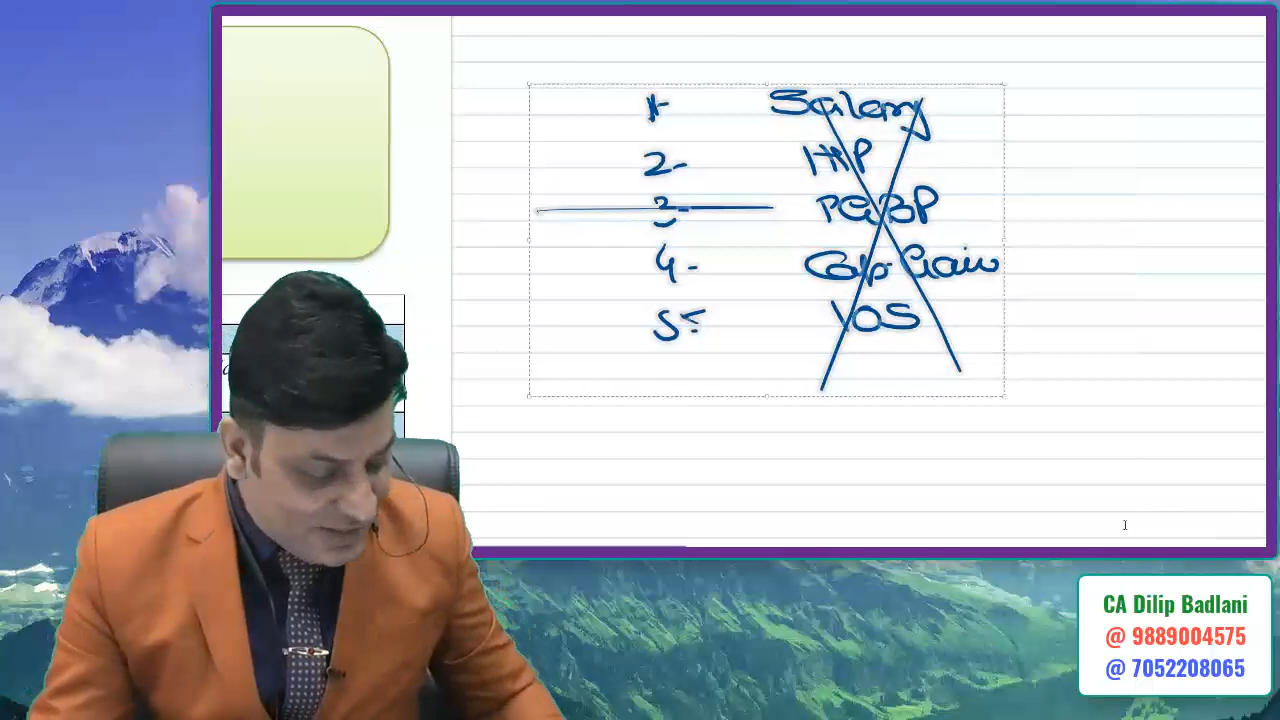 1- Salary
2- HP
3- PGBP
4- Cap. Gain
5- IOS
CA Dilip Badlani
@ 9889004575
@ 7052208065